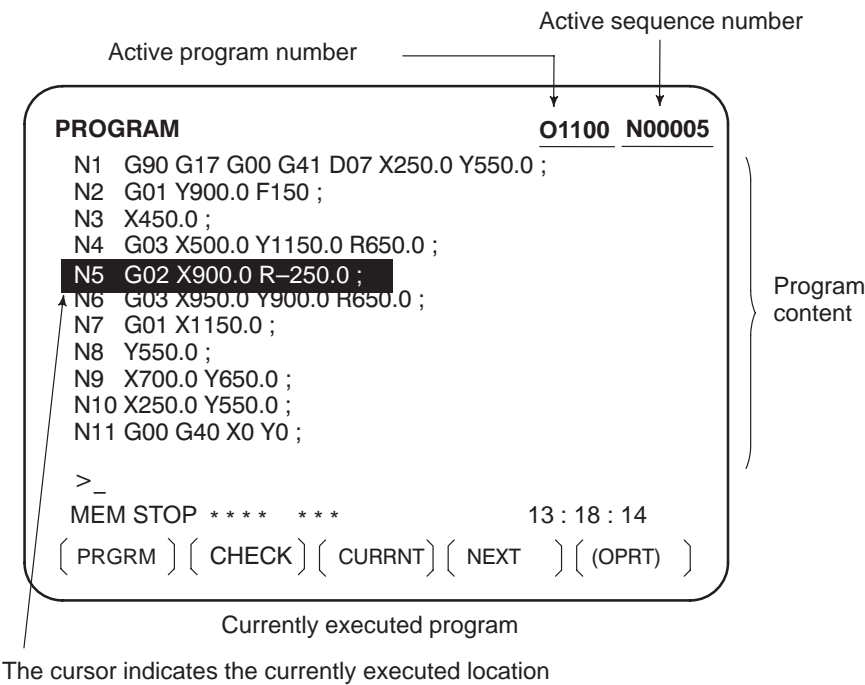 Active sequence number
Active program number
PROGRAM O1100 N00005
N1 G90 G17 G00 G41 D07 X250.0 Y550.0 ;
N2 G01 Y900.0 F150 ;
N3 X450.0 ;
N4 G03 X500.0 Y1150.0 R650.0 ;
N5 G02 X900.0 R–250.0 ;
N6 G03 X950.0 Y900.0 R650.0 ;
N7 G01 X1150.0 ;
N8 Y550.0 ;
N9 X700.0 Y650.0 ;
N10 X250.0 Y550.0 ;
N11 G00 G40 X0 Y0 ;
Program
content
>_
MEM STOP * * * * * * * 13 : 18 : 14
[ PRGRM ] [ CHECK ] [ CURRNT ] [ NEXT ] [ (OPRT) ]
Currently executed program
The cursor indicates the currently executed location